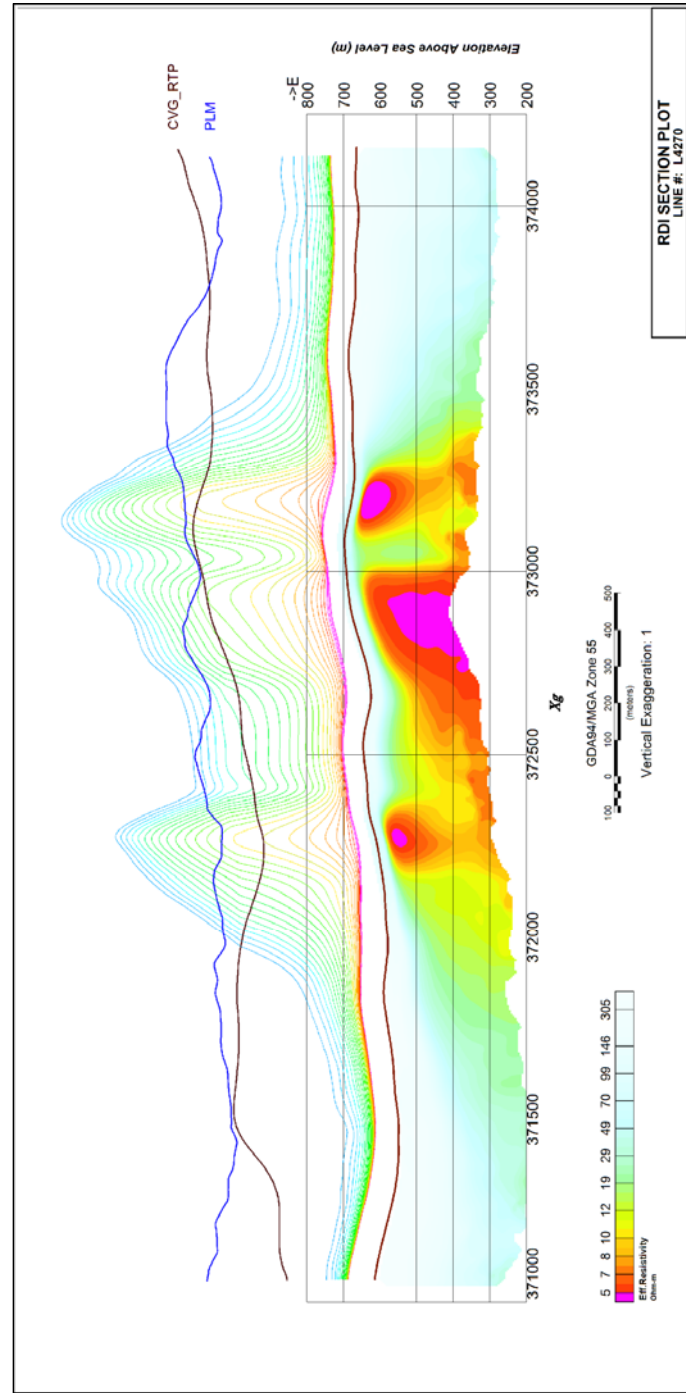 CVG_RTP
PLM
->E
Elevation Above Sea Level (m)
800
700
600
500
400
300
200
371000
371500
372000
372500
373000
373500
374000
Xg
5 7 8 10 12 19 29 49 70 99 146 305
Eff.Resistivity
Ohm-m
100 0 100 200 300 400 500
(meters)
GDA94/MGA Zone 55
Vertical Exaggeration: 1
RDI SECTION PLOT
LINE #: L4270